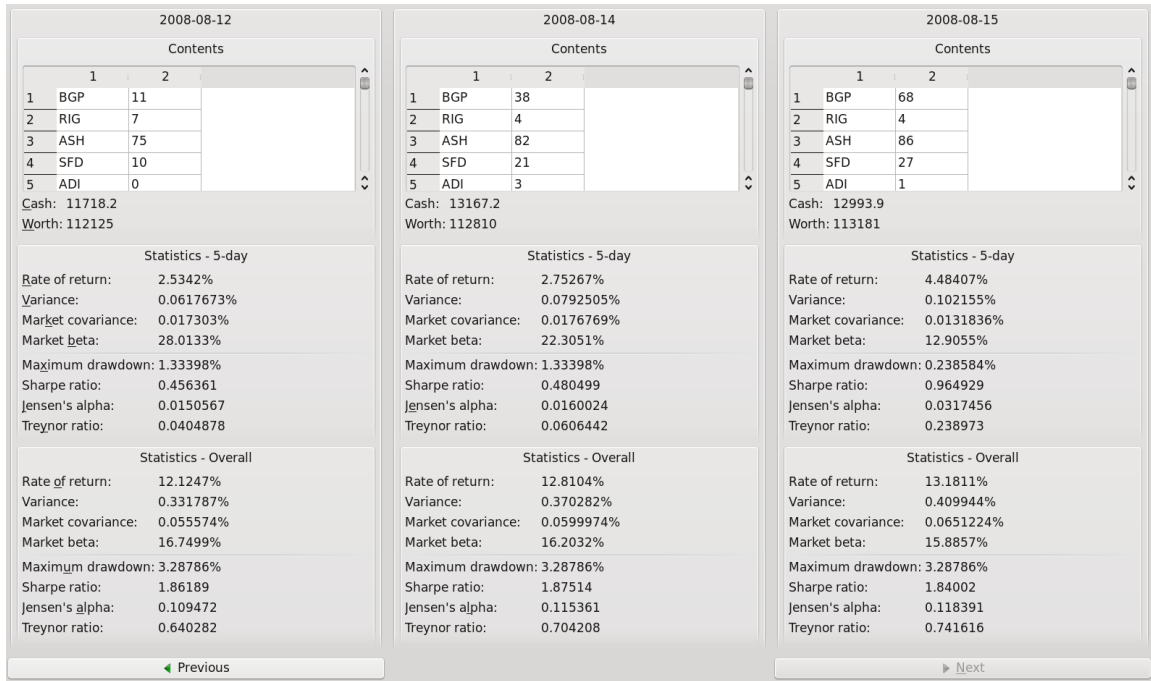 2008-08-12
Contents
1 2
1 BGP 11
2 RIG 7
3 ASH 75
4 SFD 10
5 ADI 0
Cash: 11718.2
Worth: 112125
Statistics - 5-day
Rate of return: 2.5342%
Variance: 0.0617673%
Market covariance: 0.017303%
Market beta: 28.0133%
Maximum drawdown: 1.33398%
Sharpe ratio: 0.456361
Jensen's alpha: 0.0150567
Treynor ratio: 0.0404878
Statistics - Overall
Rate of return: 12.1247%
Variance: 0.331787%
Market covariance: 0.055574%
Market beta: 16.7499%
Maximum drawdown: 3.28786%
Sharpe ratio: 1.86189
Jensen's alpha: 0.109472
Treynor ratio: 0.640282
Previous
2008-08-14
Contents
1 2
1 BGP 38
2 RIG 4
3 ASH 82
4 SFD 21
5 ADI 3
Cash: 13167.2
Worth: 112810
Statistics - 5-day
Rate of return: 2.75267%
Variance: 0.0792505%
Market covariance: 0.0176769%
Market beta: 22.3051%
Maximum drawdown: 1.33398%
Sharpe ratio: 0.480499
Jensen's alpha: 0.0160024
Treynor ratio: 0.0606442
Statistics - Overall
Rate of return: 12.8104%
Variance: 0.370282%
Market covariance: 0.0599974%
Market beta: 16.2032%
Maximum drawdown: 3.28786%
Sharpe ratio: 1.87514
Jensen's alpha: 0.115361
Treynor ratio: 0.704208
2008-08-15
Contents
1 2
1 BGP 68
2 RIG 4
3 ASH 86
4 SFD 27
5 ADI 1
Cash: 12993.9
Worth: 113181
Statistics - 5-day
Rate of return: 4.48407%
Variance: 0.102155%
Market covariance: 0.0131836%
Market beta: 12.9055%
Maximum drawdown: 0.238584%
Sharpe ratio: 0.964929
Jensen's alpha: 0.0317456
Treynor ratio: 0.238973
Statistics - Overall
Rate of return: 13.1811%
Variance: 0.409944%
Market covariance: 0.0651224%
Market beta: 15.8857%
Maximum drawdown: 3.28786%
Sharpe ratio: 1.84002
Jensen's alpha: 0.118391
Treynor ratio: 0.741616
Next